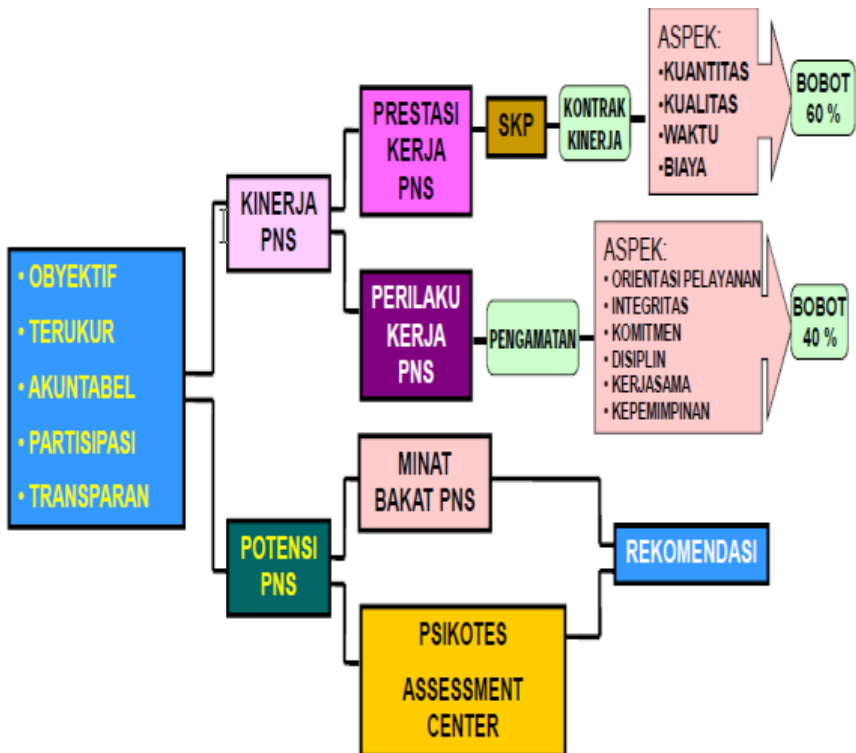 • OBYEKTIF
• TERUKUR
• AKUNTABEL
• PARTISIPASI
• TRANSPARAN
KINERJA
PNS
PRESTASI
KERJA
PNS
SKP
KONTRAK
KINERJA
ASPEK:
•KUANTITAS
•KUALITAS
•WAKTU
•BIAYA
BOBOT
60 %
PERILAKU
KERJA
PNS
PENGAMATAN
ASPEK:
• ORIENTASI PELAYANAN
• INTEGRITAS
• KOMITMEN
• DISIPLIN
• KERJASAMA
• KEPEMIMPINAN
BOBOT
40 %
POTENSI
PNS
MINAT
BAKAT PNS
PSIKOTES
ASSESSMENT
CENTER
REKOMENDASI